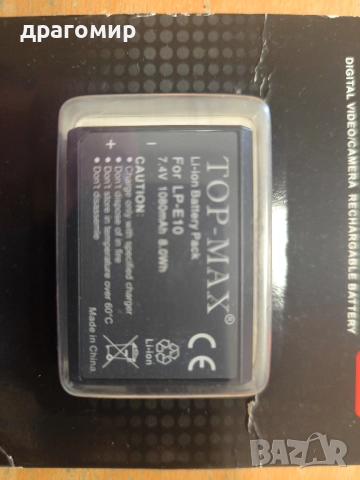 драгомир
DIGITAL VIDEO/CAMERA RECHARGABLE BATTERY
TOP-MAX®
Li-ion Battery Pack
For LP-E10
7.4V 1080mAh 8.0Wh
CAUTION:
•Charge only with specified charger
•Don't dispose of in fire
•Don't store in temperature over 60°C
•Don't disassemble
+
-
Made in China.
Li-ion
CE
BAZAR
bg